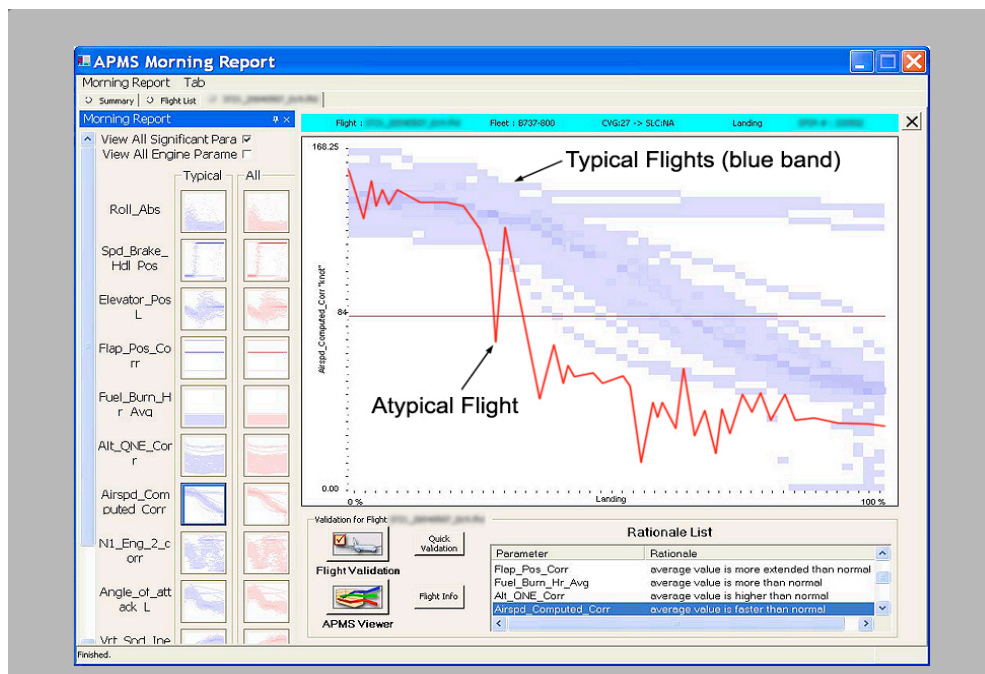 APMS Morning Report
Morning Report Tab
Summary Flight List
Morning Report
View All Significant Para
View All Engine Parame
Typical All
Roll_Abs
Spd_Brake_
Hdl Pos
Elevator_Pos
L
Flap_Pos_Co
rr
Fuel_Burn_H
r Avg
Alt_QNE_Cor
r
Airspd_Com
puted Corr
N1_Eng_2_c
orr
Angle_of_att
ack L
Vrt Spd Ine
Flight : Fleet : B737-800 CVG:27 -> SLC:NA Landing
168.25
Typical Flights (blue band)
Airspd_Computed_Corr "knot"
84
Atypical Flight
0.00
0 % Landing 100 %
Validation for Flight
Quick
Validation
Flight Validation
Flight Info
APMS Viewer
Rationale List
Parameter Rationale
Flap_Pos_Corr average value is more extended than normal
Fuel_Burn_Hr_Avg average value is more than normal
Alt_QNE_Corr average value is higher than normal
Airspd_Computed_Corr average value is faster than normal
Finished.